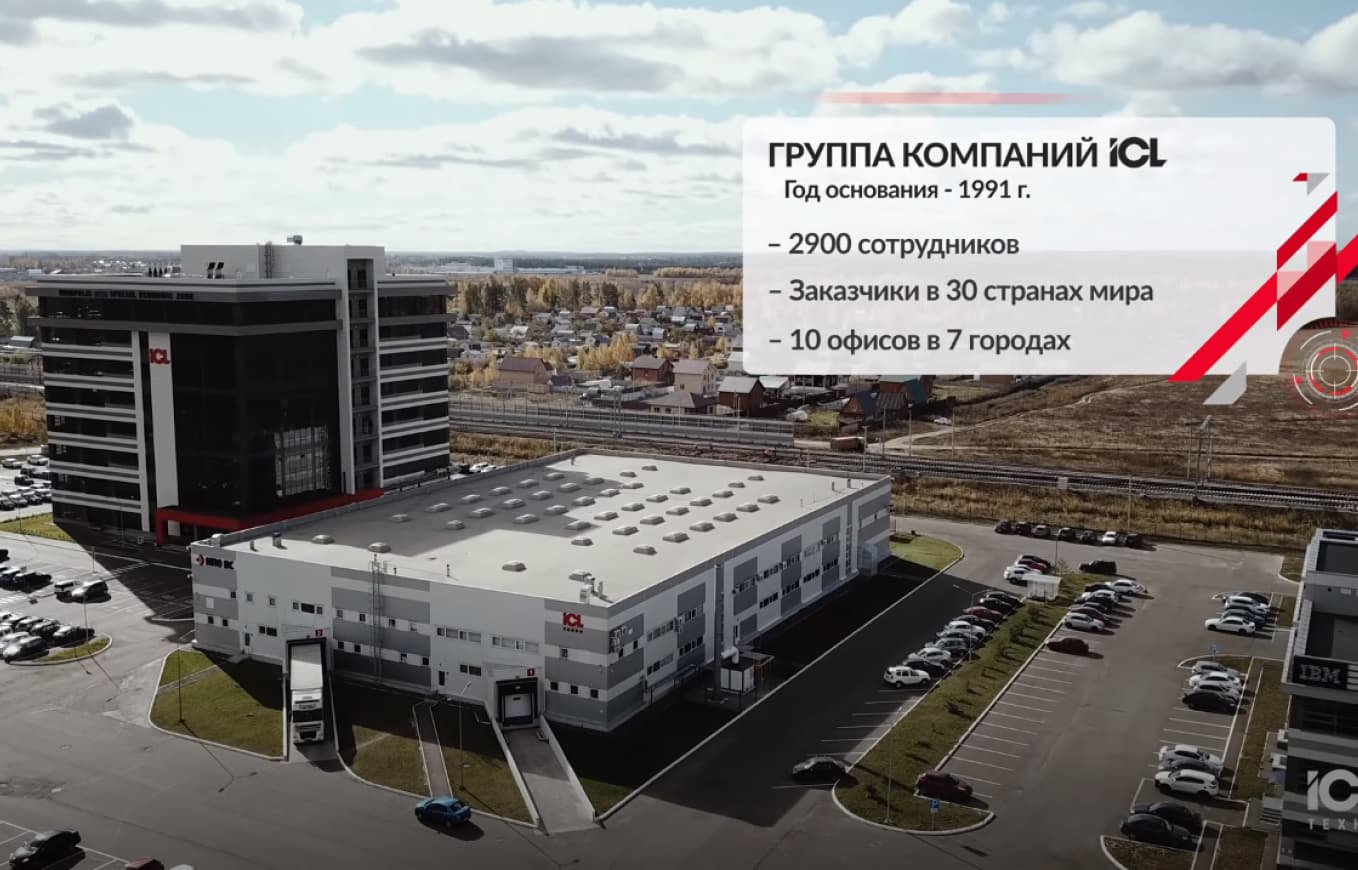 ГРУППА КОМПАНИЙ ICL
Год основания - 1991 г.
– 2900 сотрудников
– Заказчики в 30 странах мира
– 10 офисов в 7 городах
ICL
ICL
IBM